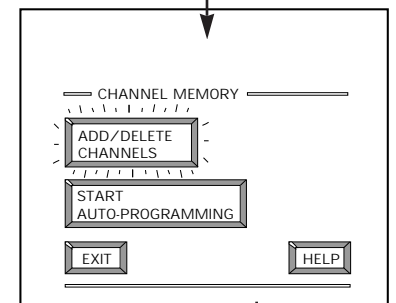 CHANNEL MEMORY
ADD/DELETE
CHANNELS
START
AUTO-PROGRAMMING
EXIT HELP